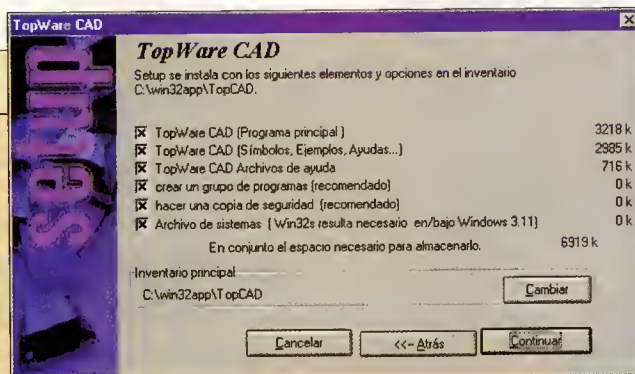 TopWare CAD
setup
TopWare CAD
Setup se instala con los siguientes elementos y opciones en el inventario
C:\win32app\TopCAD.
TopWare CAD (Programa principal ) 3218 k
TopWare CAD (Símbolos, Ejemplos, Ayudas...) 2985 k
TopWare CAD Archivos de ayuda 716 k
crear un grupo de programas (recomendado) 0 k
hacer una copia de seguridad (recomendado) 0 k
Archivo de sistemas ( Win32s resulta necesario en/bajo Windows 3.11) 0 k
En conjunto el espacio necesario para almacenarlo. 6919 k
Inventario principal
C:\win32app\TopCAD
Cambiar
Cancelar
<<- Atrás
Continuar